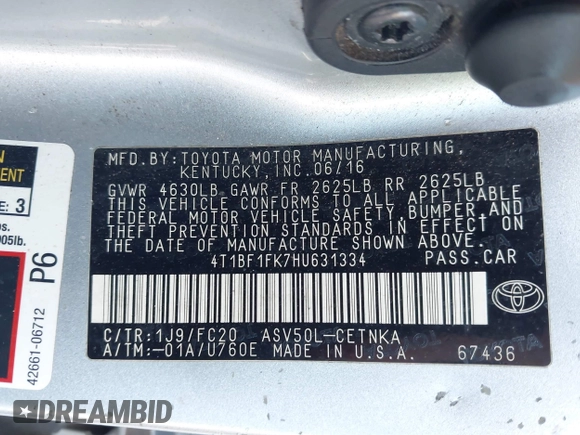 MFD.BY:TOYOTA MOTOR MANUFACTURING,
KENTUCKY,INC.06/16
GVWR 4630LB GAWR FR 2625LB RR 2625LB
THIS VEHICLE CONFORMS TO ALL APPLICABLE
FEDERAL MOTOR VEHICLE SAFETY,BUMPER,AND
THEFT PREVENTION STANDARDS IN EFFECT ON
THE DATE OF MANUFACTURE SHOWN ABOVE.
4T1BF1FK7HU631334 PASS.CAR
TOYOTA
C/TR:1J9/FC20 ASV50L-CETNKA
A/TM:-01A/U760E MADE IN U.S.A. 67436
3
P6
42661-06712
DREAMBID